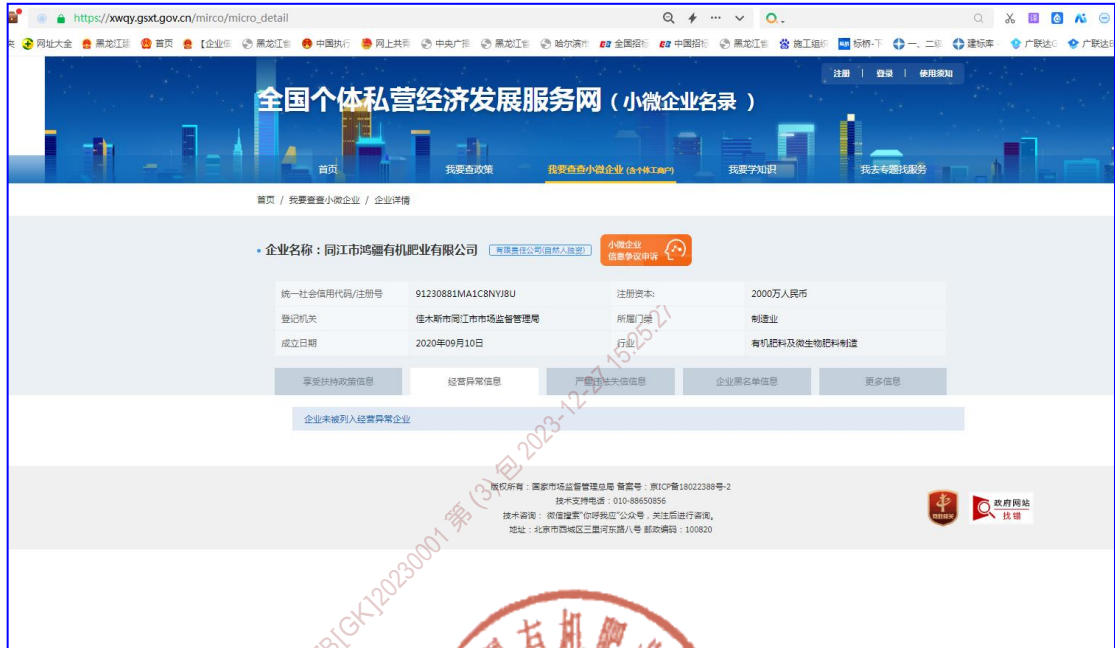 https://xwqy.gsxt.gov.cn/mirco/micro_detail
网址大全 黑龙江 首页 【企业 黑龙江省 中国执行 网上共 中央广 黑龙江省 哈尔滨市 全国招标 中国招标 黑龙江省 施工组织 标桥-下 一、二 建标库 广联达G 广联达
注册 | 登录 | 使用须知
全国个体私营经济发展服务网（小微企业名录 ）
首页 我要查政策 我要查查小微企业 (含个体工商户) 我要学知识 我去专题找服务
首页 / 我要查查小微企业 / 企业详情
企业名称：同江市鸿疆有机肥业有限公司 有限责任公司(自然人独资) 小微企业
信息争议申诉
统一社会信用代码/注册号 91230881MA1C8NYJ8U 注册资本: 2000万人民币
登记机关 佳木斯市同江市市场监督管理局 所属门类 制造业
成立日期 2020年09月10日 行业 有机肥料及微生物肥料制造
享受扶持政策信息 经营异常信息 严重违法失信信息 企业黑名单信息 更多信息
企业未被列入经营异常企业
版权所有：国家市场监督管理总局 备案号：京ICP备18022388号-2
技术支持电话：010-88650856
技术咨询： 微信搜索“你呼我应”公众号，关注后进行咨询。
地址：北京市西城区三里河东路八号 邮政编码：100820
党政机关
政府网站
找错
[GK]20230001 第 (3) 包 2023-12-27 15:25:27
有机肥